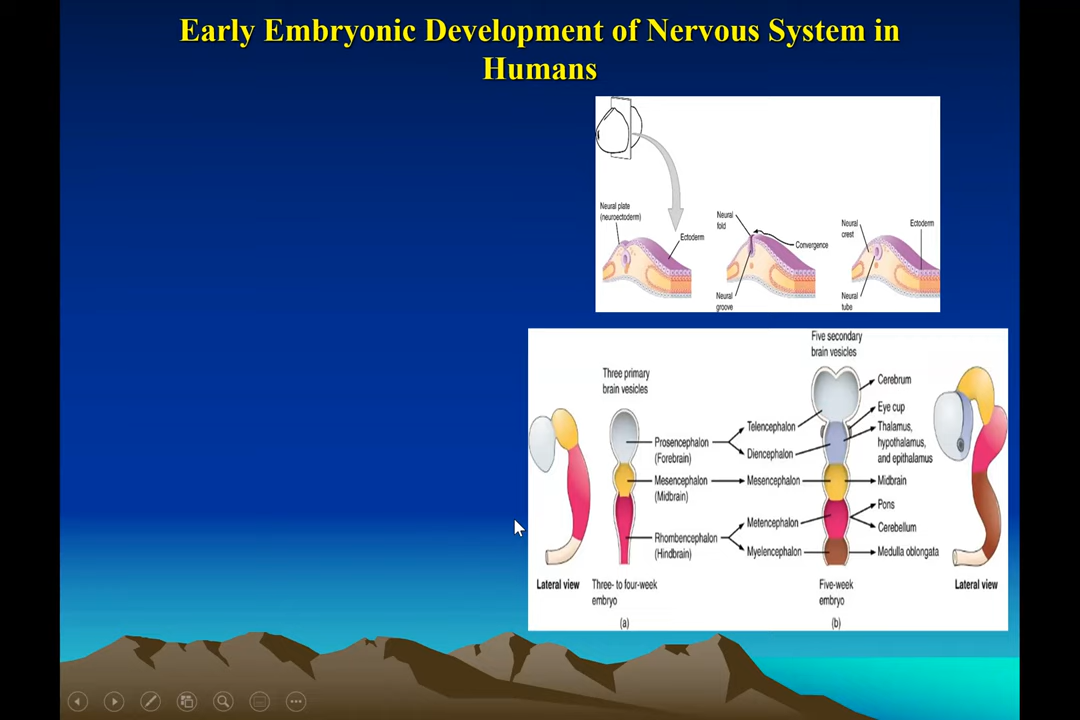 Early Embryonic Development of Nervous System in
Humans
Neural plate
(neuroectoderm)
Ectoderm
Neural
fold
Convergence
Neural
groove
Neural
crest
Ectoderm
Neural
tube
Five secondary
brain vesicles
Three primary
brain vesicles
Cerebrum
Eye cup
Telencephalon
Thalamus,
hypothalamus,
and epithalamus
Prosencephalon
(Forebrain)
Diencephalon
Mesencephalon
(Midbrain)
Mesencephalon
Midbrain
Pons
Metencephalon
Cerebellum
Rhombencephalon
(Hindbrain)
Myelencephalon
Medulla oblongata
Lateral view
Three- to four-week
embryo
Five-week
embryo
Lateral view
(a)
(b)